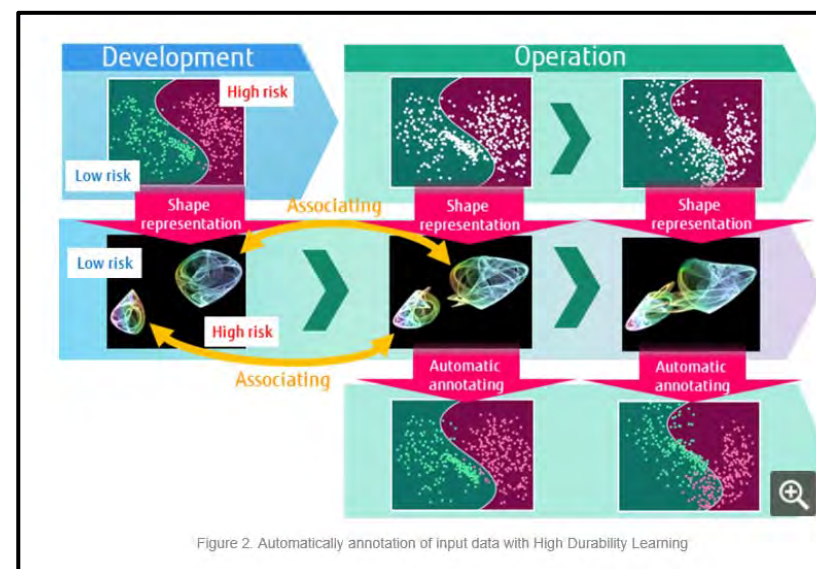 Development
Operation
High risk
Low risk
Shape
representation
Associating
Shape
representation
Shape
representation
Low risk
High risk
Associating
Automatic
annotating
Automatic
annotating
Figure 2. Automatically annotation of input data with High Durability Learning